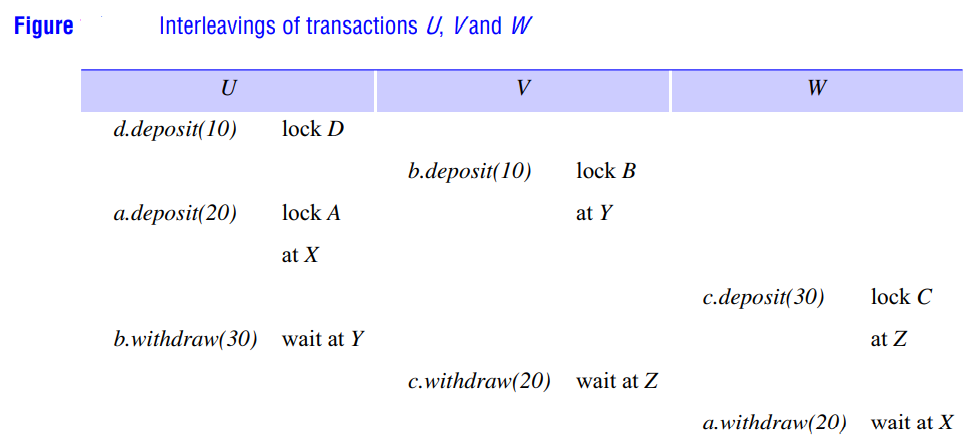 Figure Interleavings of transactions U, V and W
U V W
d.deposit(10) lock D
b.deposit(10) lock B
a.deposit(20) lock A at Y
at X
c.deposit(30) lock C
b.withdraw(30) wait at Y at Z
c.withdraw(20) wait at Z
a.withdraw(20) wait at X